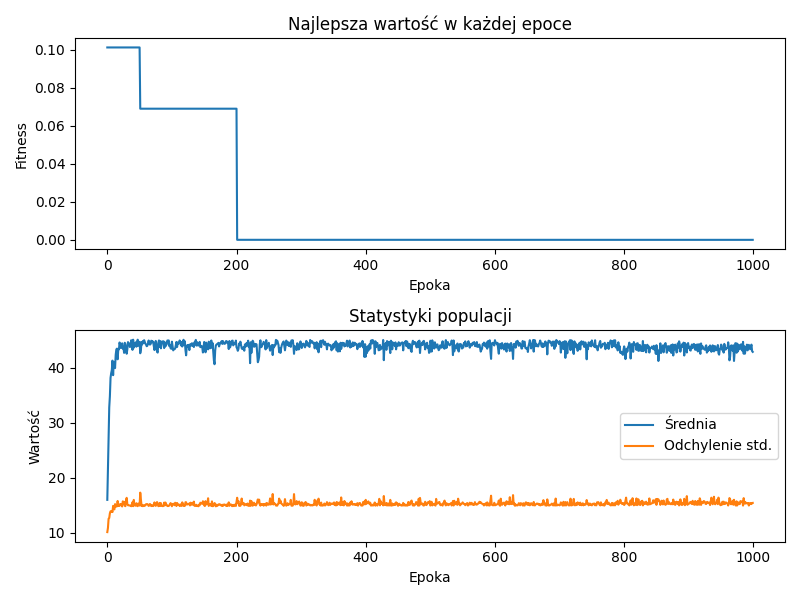 Najlepsza wartość w każdej epoce
0.10
0.08
0.06
0.04
0.02
0.00
Fitness
0 200 400 600 800 1000
Epoka
Statystyki populacji
40
30
20
10
Wartość
Średnia
Odchylenie std.
0 200 400 600 800 1000
Epoka